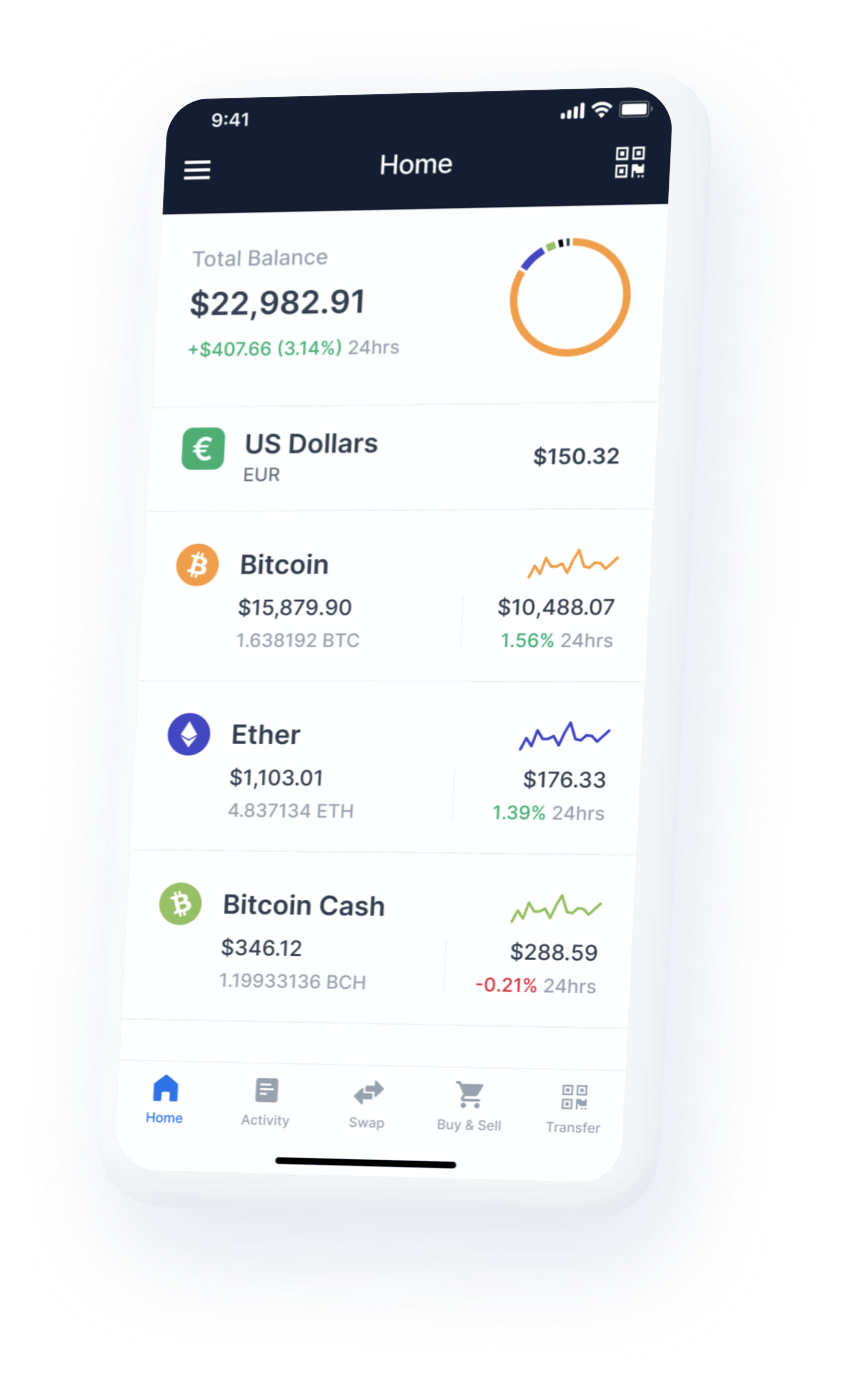 9:41
Home
Total Balance
$22,982.91
+$407.66 (3.14%) 24hrs
€
US Dollars
EUR
$150.32
Bitcoin
$15,879.90
1.638192 BTC
$10,488.07
1.56% 24hrs
Ether
$1,103.01
4.837134 ETH
$176.33
1.39% 24hrs
Bitcoin Cash
$346.12
1.19933136 BCH
$288.59
-0.21% 24hrs
Home
Activity
Swap
Buy & Sell
Transfer